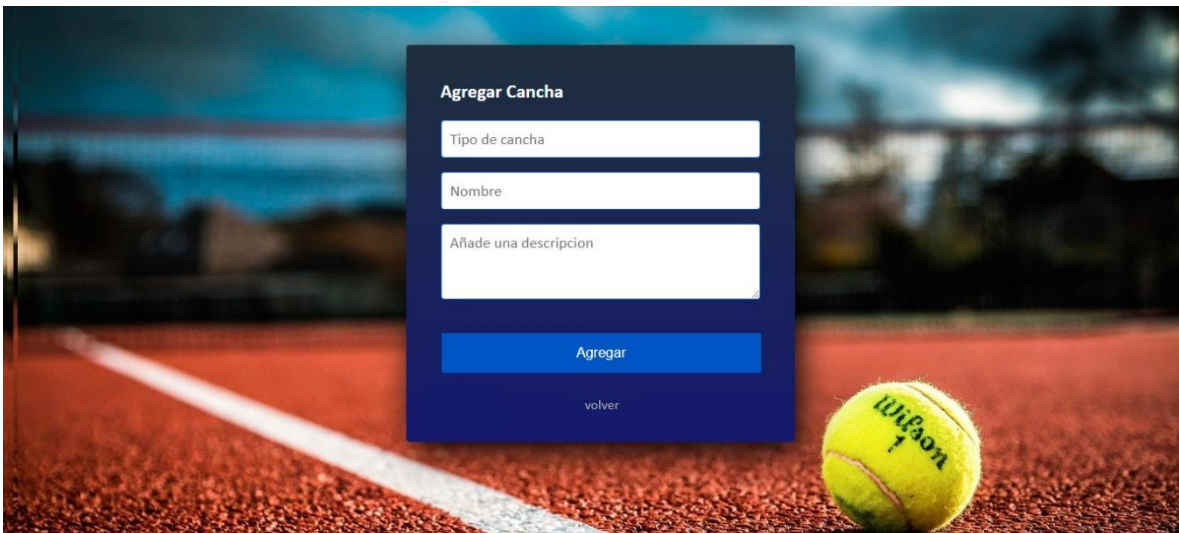 Agregar Cancha
Tipo de cancha
Nombre
Añade una descripcion
Agregar
volver
Wilson
1